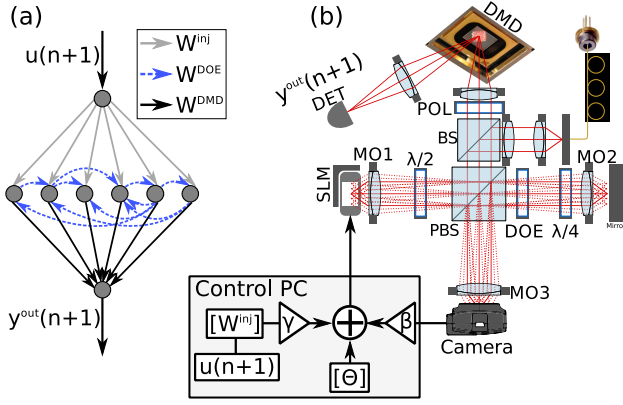 (a)
u(n+1)
W^inj
W^DOE
W^DMD
y^out(n+1)
(b)
DMD
y^out(n+1)
DET
POL
BS
MO1
λ/2
MO2
SLM
PBS
DOE
λ/4
Mirro
MO3
Control PC
[W^inj]
γ
β
Camera
u(n+1)
[Θ]